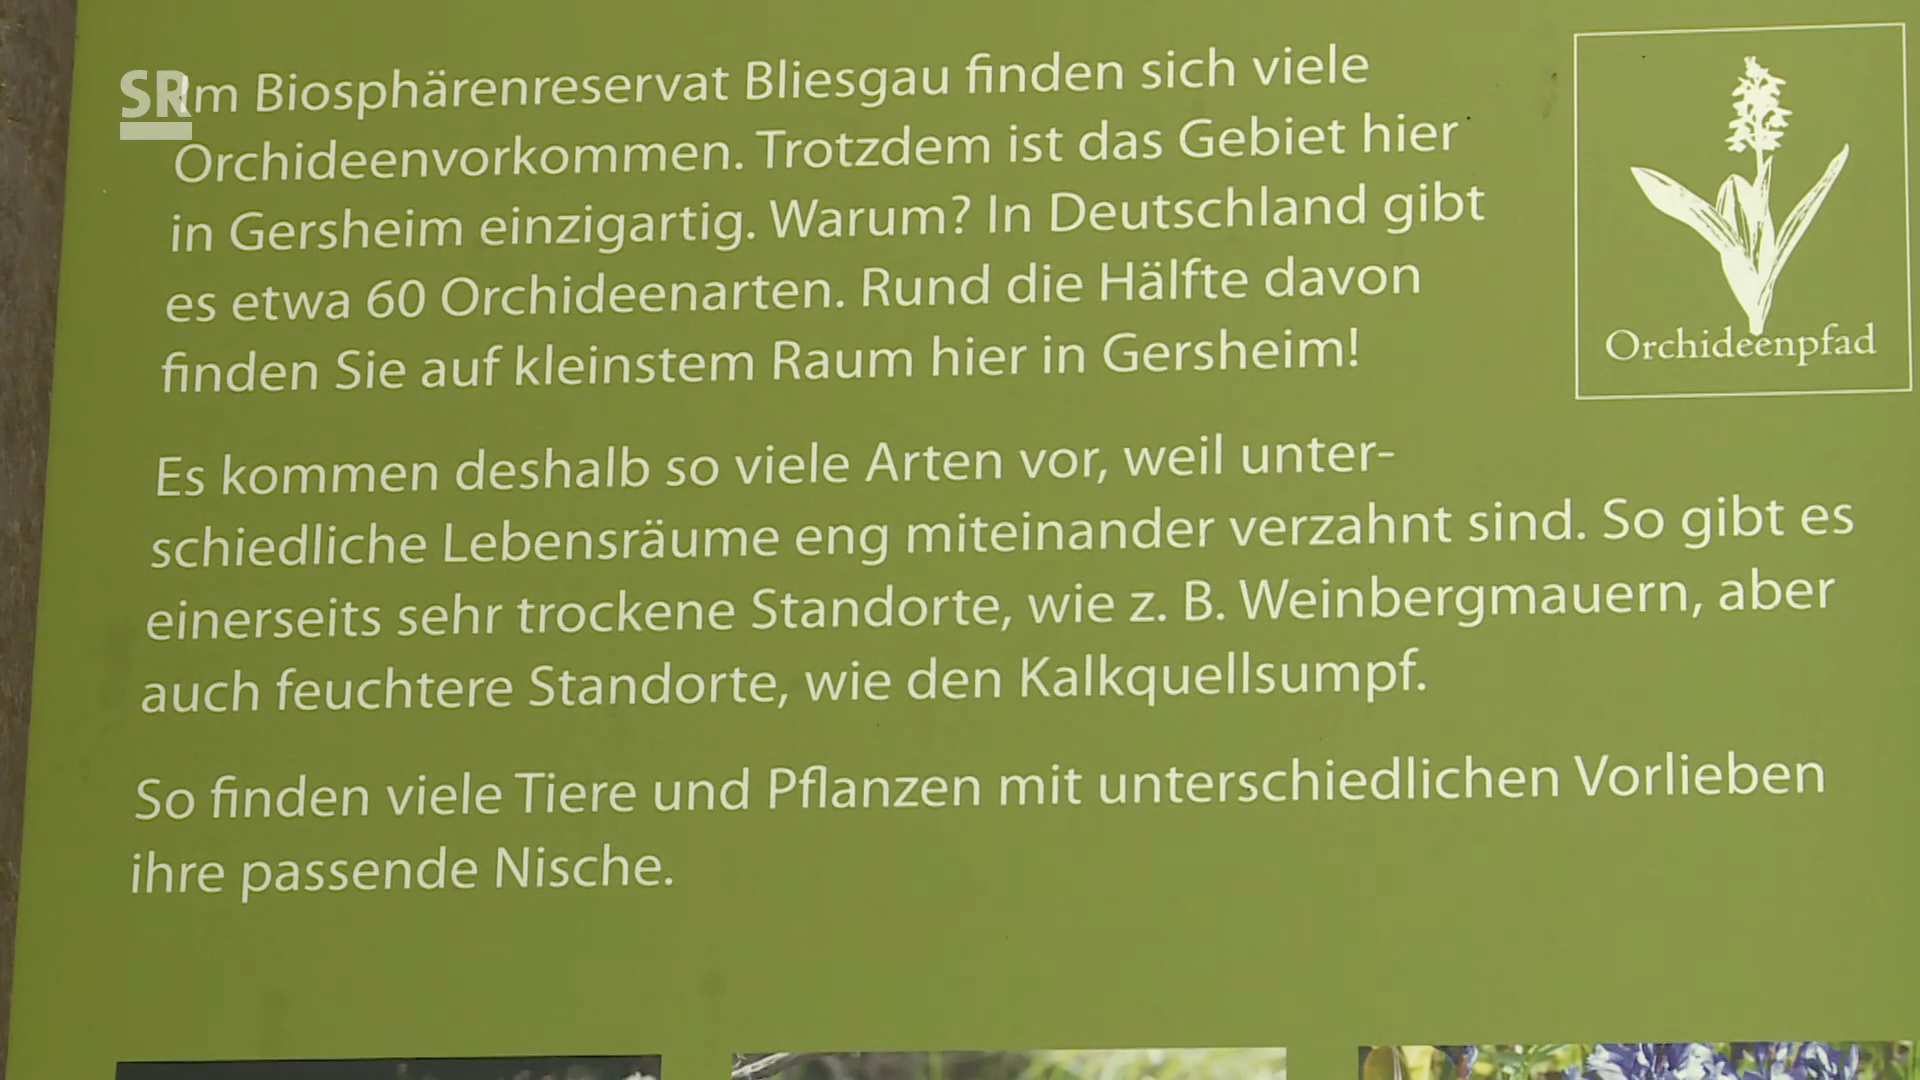 SR
Im Biosphärenreservat Bliesgau finden sich viele
Orchideenvorkommen. Trotzdem ist das Gebiet hier
in Gersheim einzigartig. Warum? In Deutschland gibt
es etwa 60 Orchideenarten. Rund die Hälfte davon
finden Sie auf kleinstem Raum hier in Gersheim!
Orchideenpfad
Es kommen deshalb so viele Arten vor, weil unter-
schiedliche Lebensräume eng miteinander verzahnt sind. So gibt es
einerseits sehr trockene Standorte, wie z. B. Weinbergmauern, aber
auch feuchtere Standorte, wie den Kalkquellsumpf.
So finden viele Tiere und Pflanzen mit unterschiedlichen Vorlieben
ihre passende Nische.